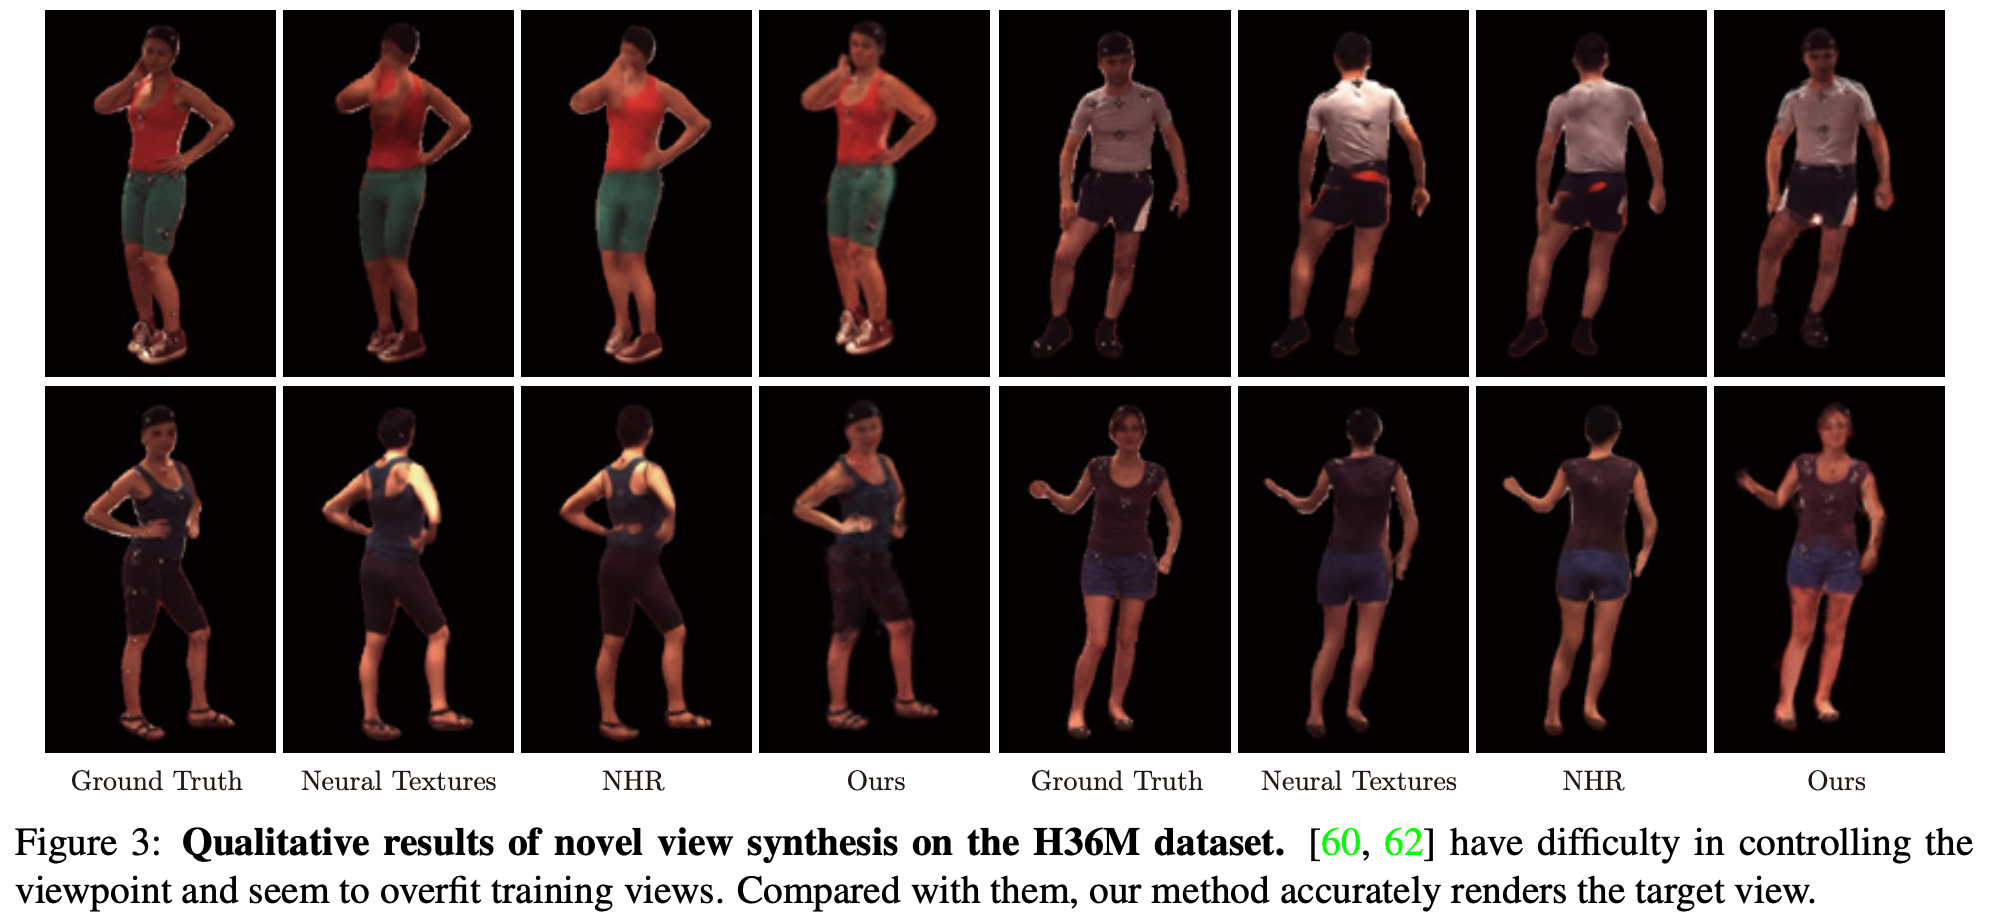 Ground Truth Neural Textures NHR Ours Ground Truth Neural Textures NHR Ours
Figure 3: Qualitative results of novel view synthesis on the H36M dataset. [60, 62] have difficulty in controlling the
viewpoint and seem to overfit training views. Compared with them, our method accurately renders the target view.